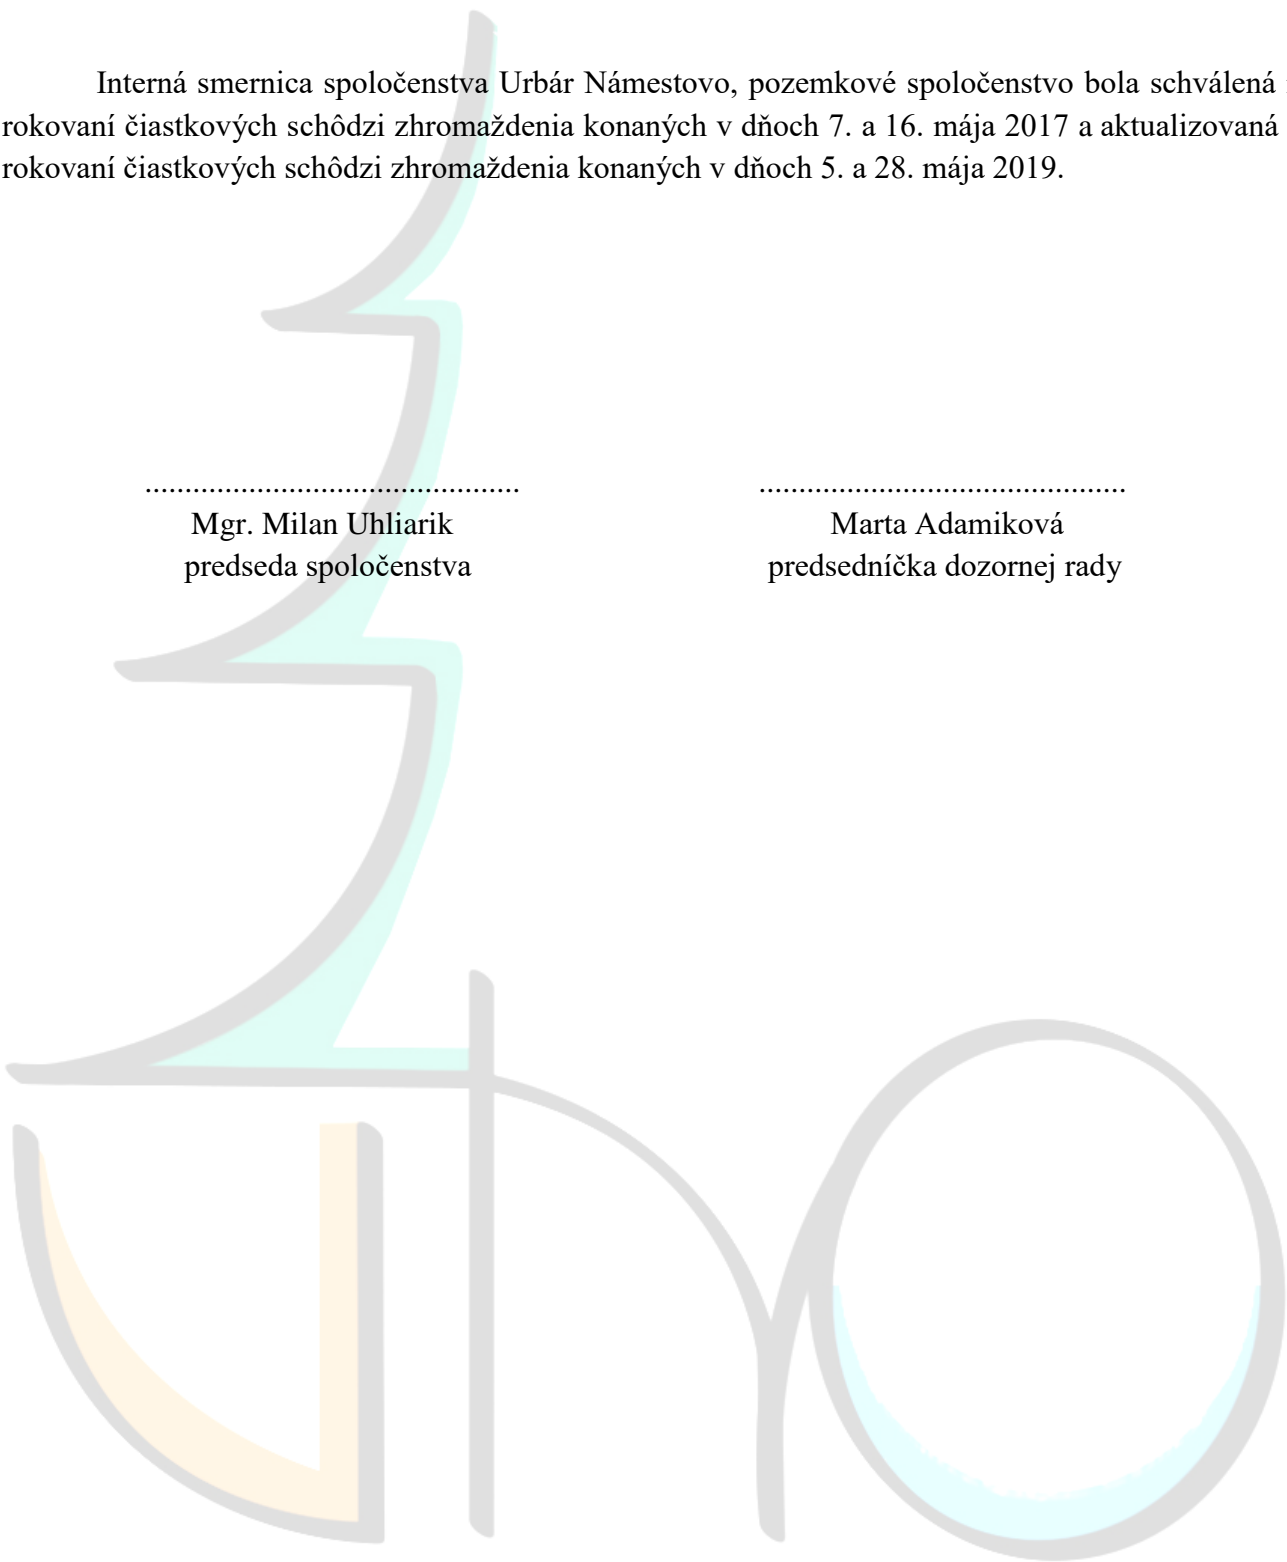 Interná smernica spoločenstva Urbár Námestovo, pozemkové spoločenstvo bola schválená
rokovaní čiastkových schôdzi zhromaždenia konaných v dňoch 7. a 16. mája 2017 a aktualizovaná
rokovaní čiastkových schôdzi zhromaždenia konaných v dňoch 5. a 28. mája 2019.
............................................... ..............................................
Mgr. Milan Uhliarik Marta Adamiková
predseda spoločenstva predsedníčka dozornej rady